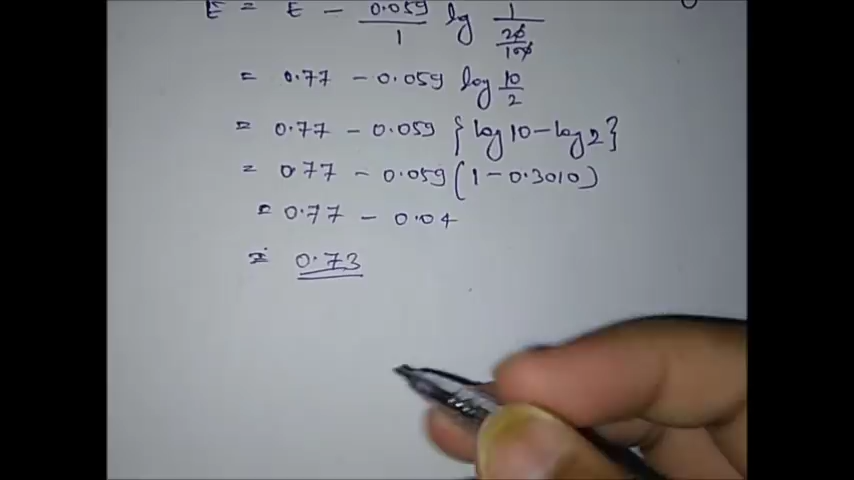 E = E - 0.059/1 log 1/(20/100)
= 0.77 - 0.059 log 10/2
= 0.77 - 0.059 {log 10 - log 2}
= 0.77 - 0.059 (1 - 0.3010)
= 0.77 - 0.04
= 0.73